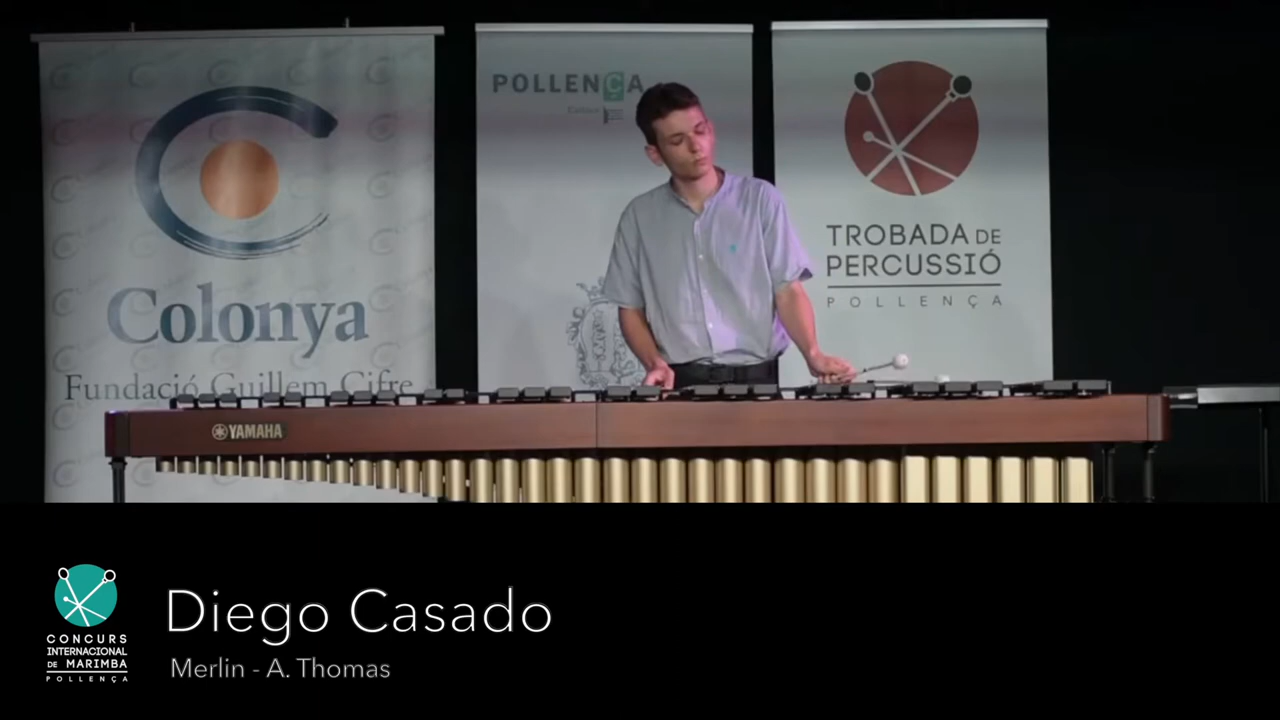 Colonya
Fundació Guillem Cifre
POLLENÇA
TROBADA DE
PERCUSSIÓ
POLLENÇA
YAMAHA
CONCURS
INTERNACIONAL
DE MARIMBA
POLLENÇA
Diego Casado
Merlin - A. Thomas